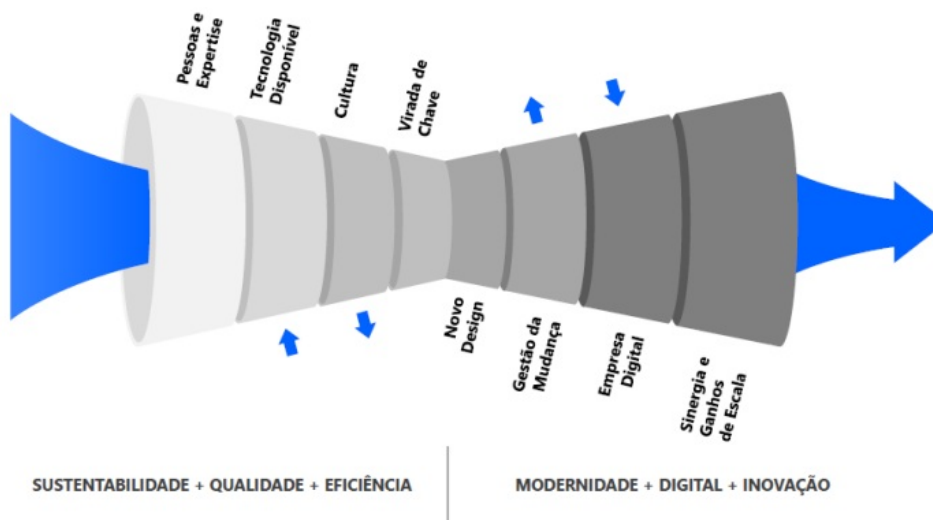 Pessoas e
Expertise
Tecnologia
Disponível
Cultura
Virada de
Chave
Novo
Design
Gestão da
Mudança
Empresa
Digital
Sinergia e
Ganhos
de Escala
SUSTENTABILIDADE + QUALIDADE + EFICIÊNCIA
MODERNIDADE + DIGITAL + INOVAÇÃO